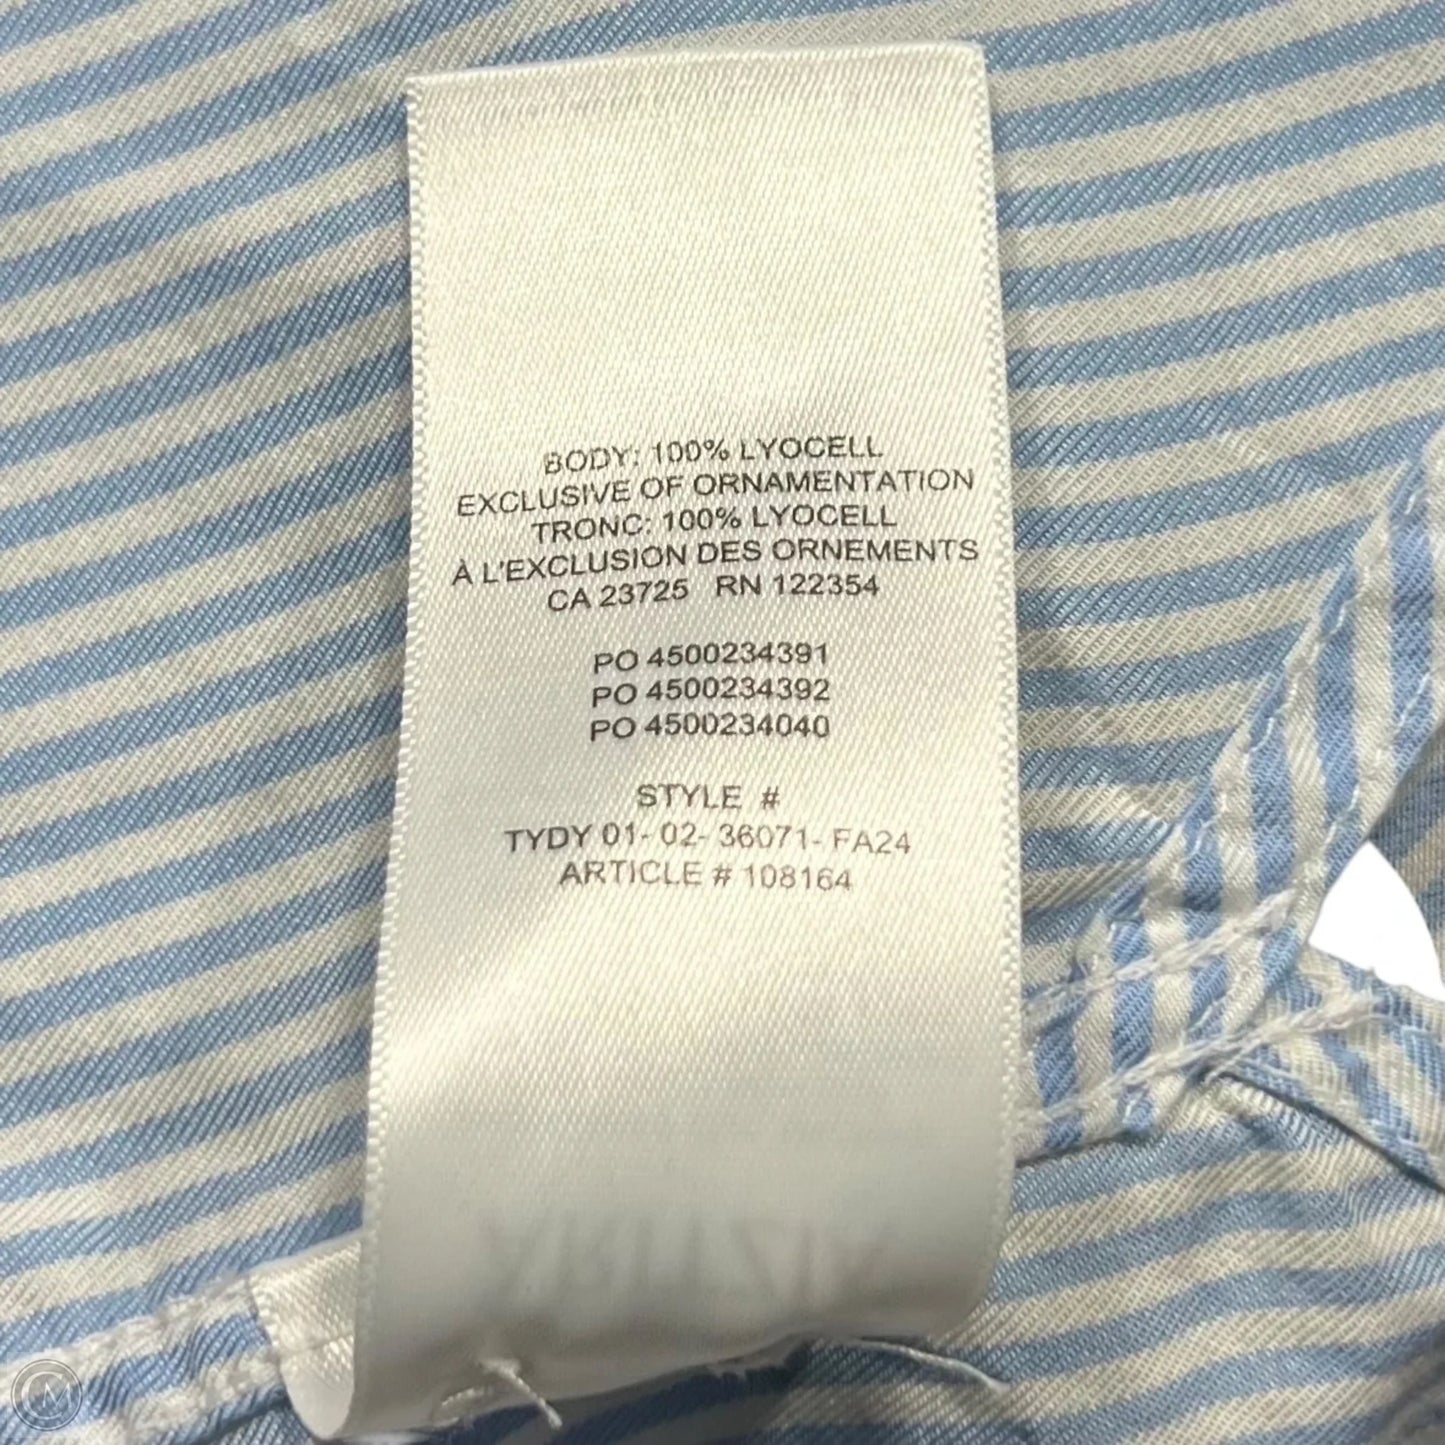 BODY: 100% LYOCELL
EXCLUSIVE OF ORNAMENTATION
TRONC: 100% LYOCELL
À L'EXCLUSION DES ORNEMENTS
CA 23725 RN 122354
PO 4500234391
PO 4500234392
PO 4500234040
STYLE #
TYDY 01- 02- 36071- FA24
ARTICLE # 108164